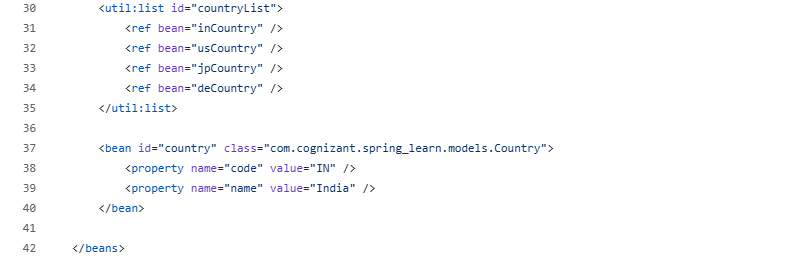 30 <util:list id="countryList">
31 <ref bean="inCountry" />
32 <ref bean="usCountry" />
33 <ref bean="jpCountry" />
34 <ref bean="deCountry" />
35 </util:list>
36
37 <bean id="country" class="com.cognizant.spring_learn.models.Country">
38 <property name="code" value="IN" />
39 <property name="name" value="India" />
40 </bean>
41
42 </beans>